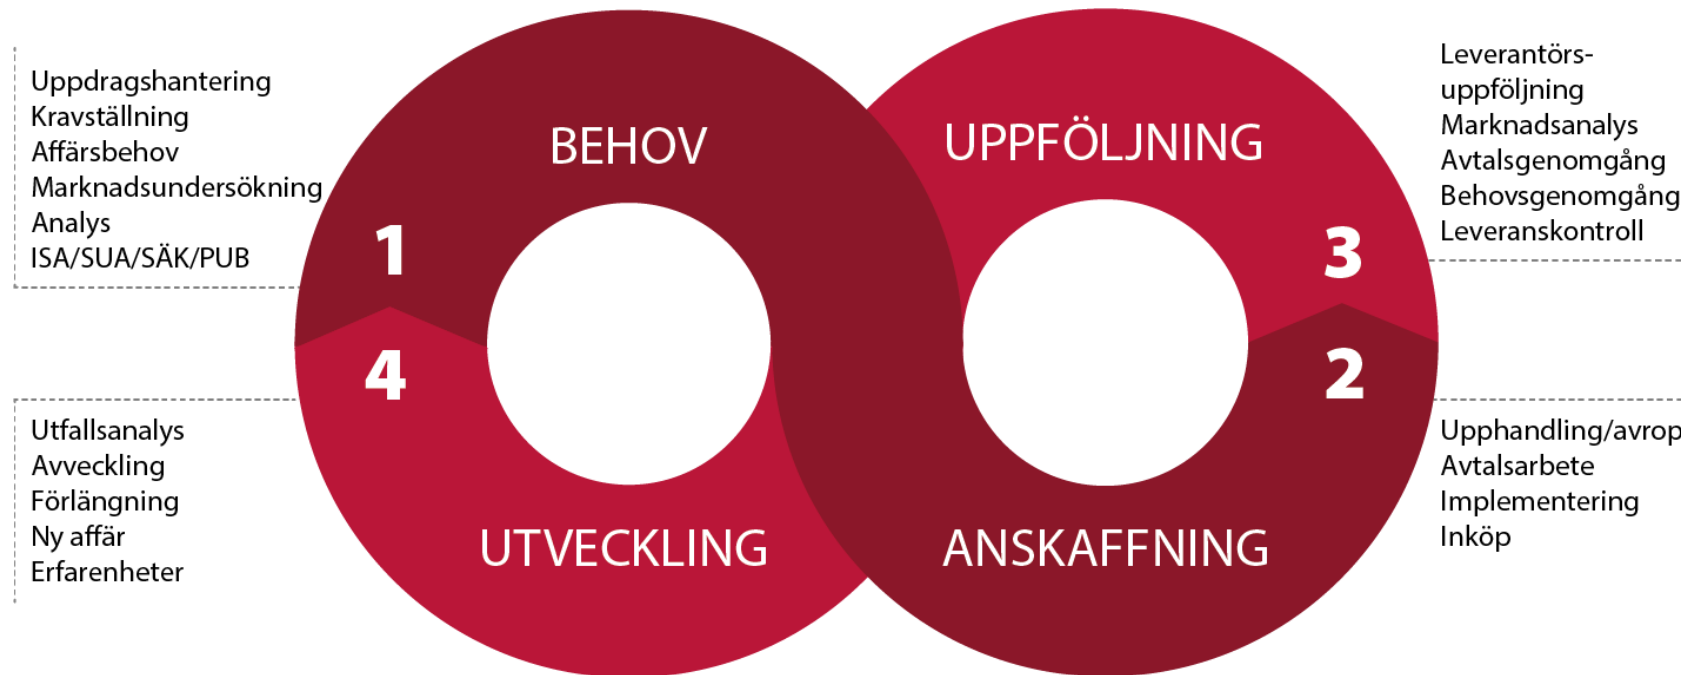 Uppdragshantering
Kravställning
Affärsbehov
Marknadsundersökning
Analys
ISA/SUA/SÄK/PUB
BEHOV
1
UPPFÖLJNING
3
Leverantörs-
uppföljning
Marknadsanalys
Avtalsgenomgång
Behovsgenomgång
Leveranskontroll
4
UTVECKLING
Utfallsanalys
Avveckling
Förlängning
Ny affär
Erfarenheter
2
ANSKAFFNING
Upphandling/avrop
Avtalsarbete
Implementering
Inköp